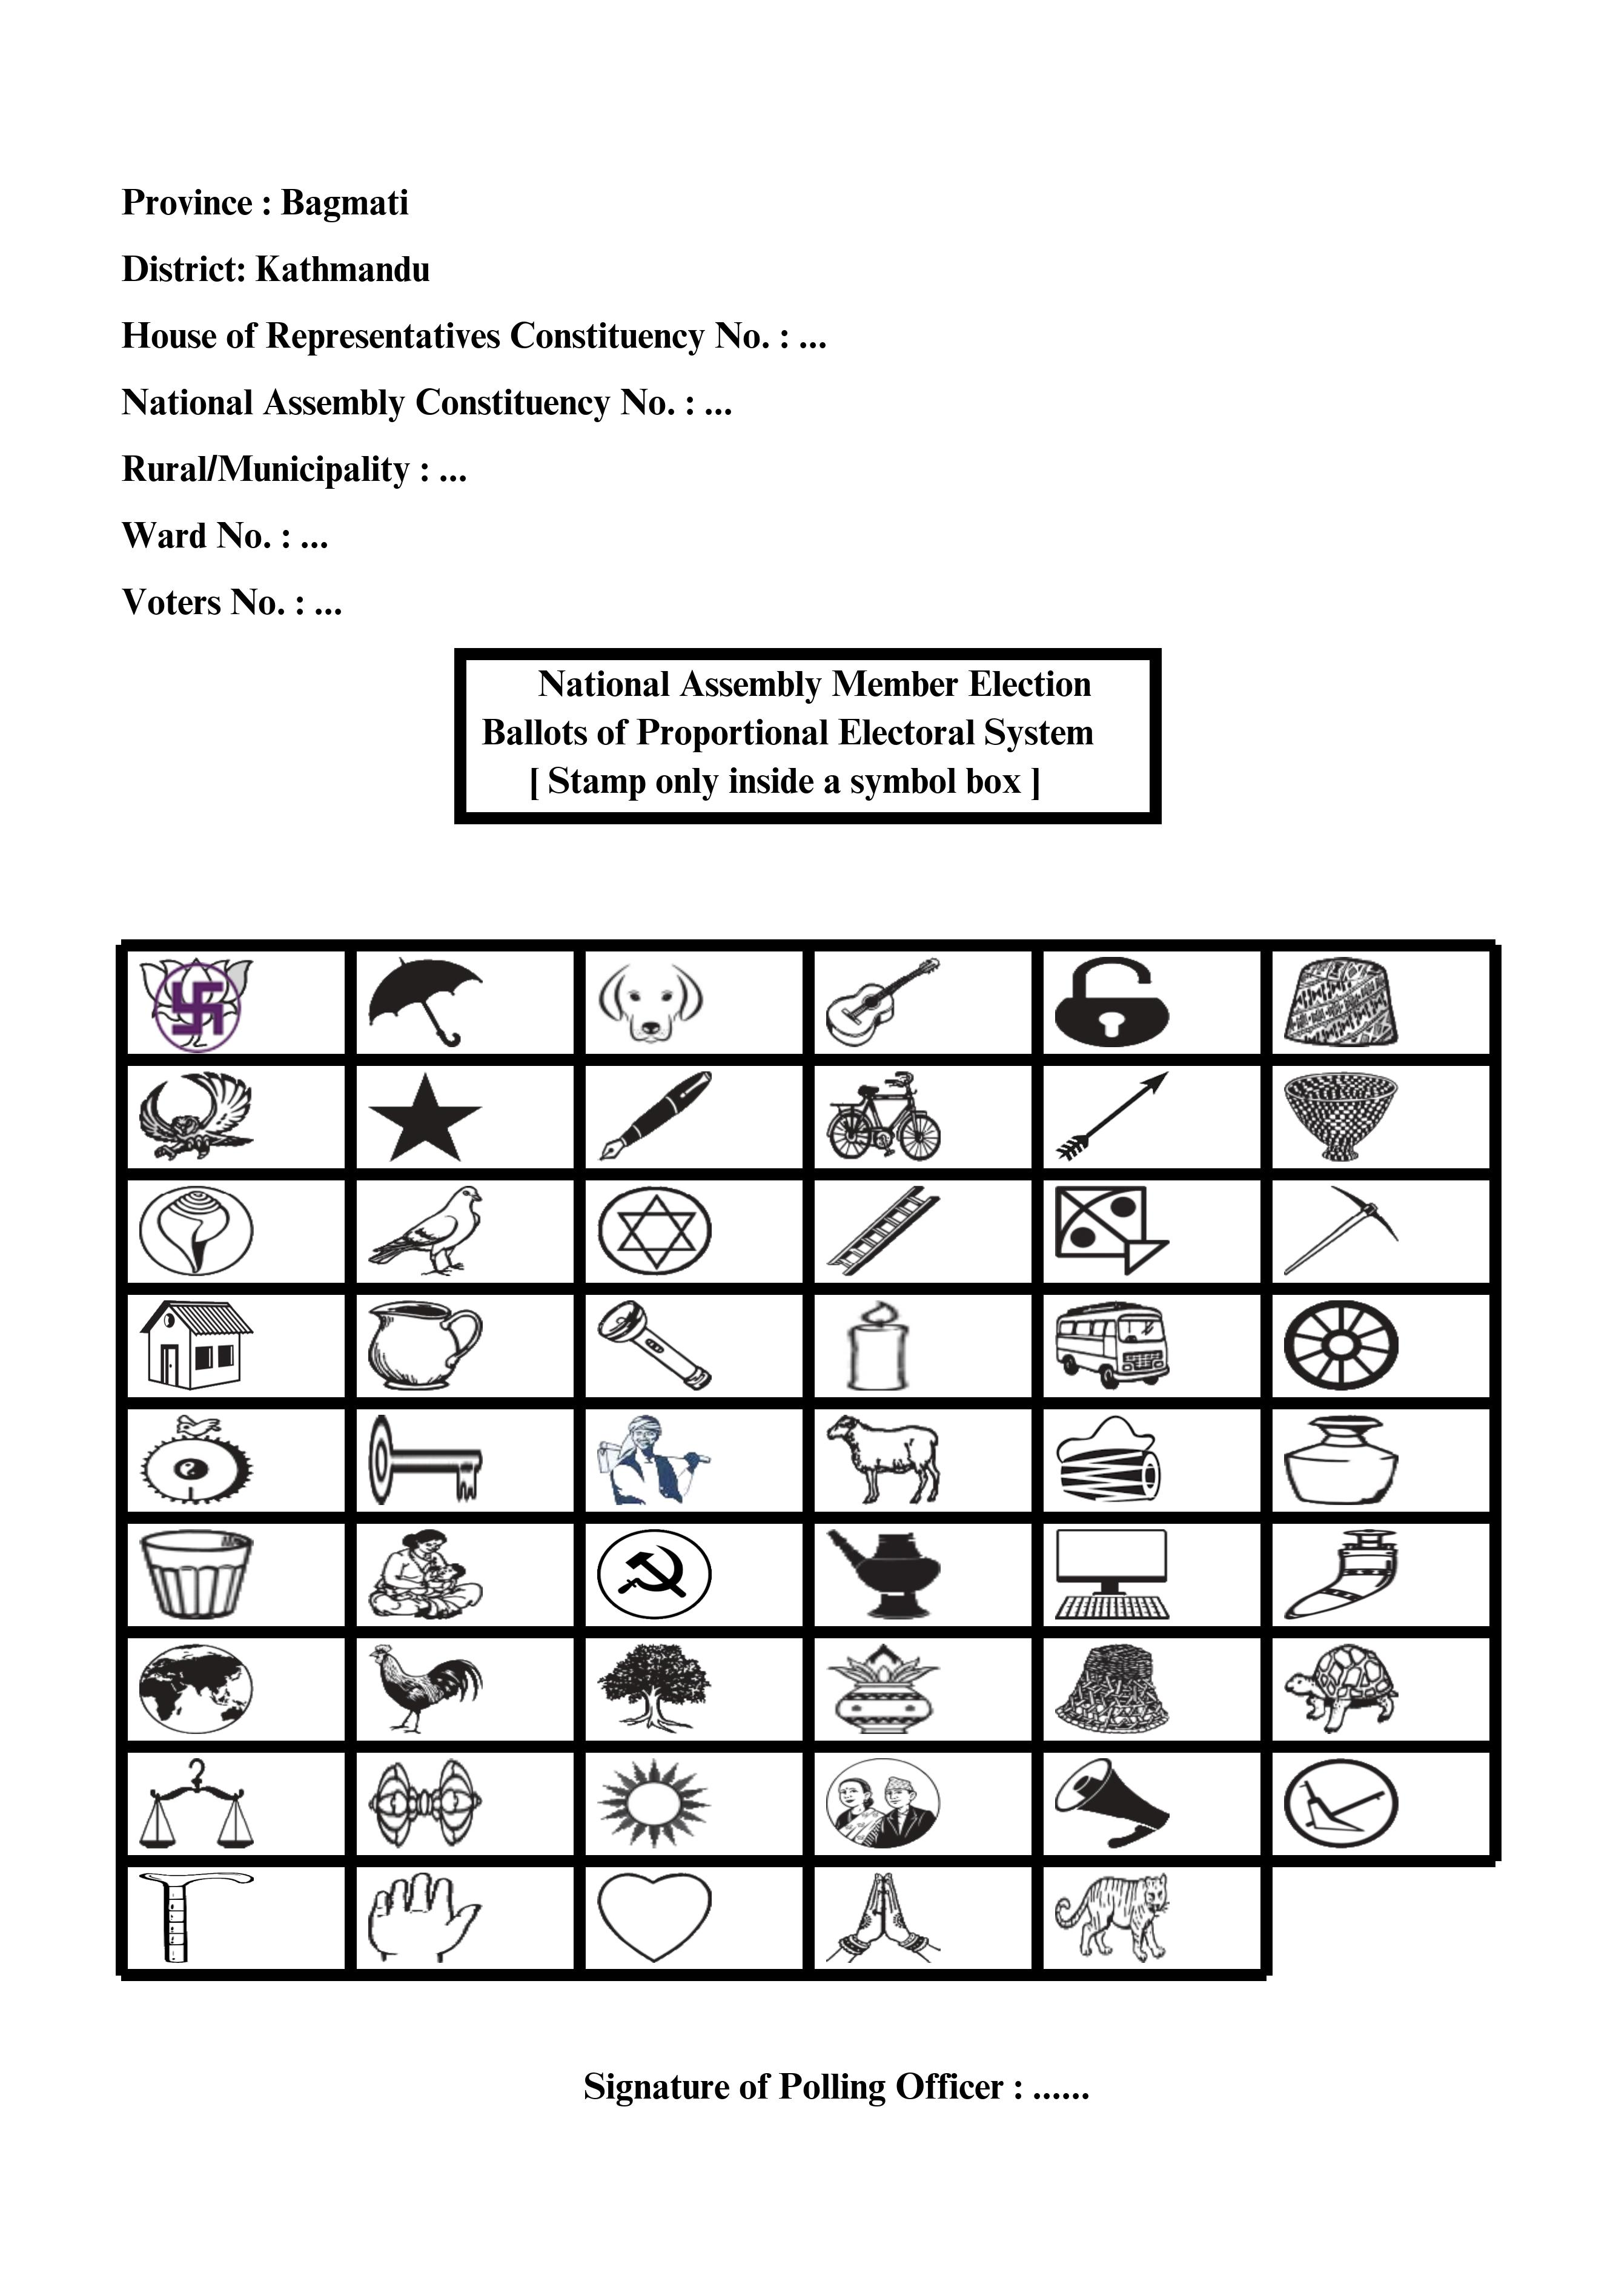 Province : Bagmati
District: Kathmandu
House of Representatives Constituency No. : ...
National Assembly Constituency No. : ...
Rural/Municipality : ...
Ward No. : ...
Voters No. : ...
National Assembly Member Election
Ballots of Proportional Electoral System
[ Stamp only inside a symbol box ]
Signature of Polling Officer : ......